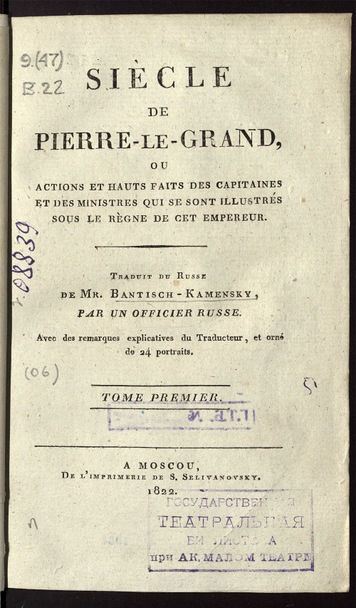 9.(47)
B.22
SIÈCLE
DE
PIERRE-LE-GRAND,
OU
ACTIONS ET HAUTS FAITS DES CAPITAINES
ET DES MINISTRES QUI SE SONT ILLUSTRÉS
SOUS LE RÈGNE DE CET EMPEREUR.
08839
TRADUIT DU RUSSE
DE MR. BANTISCH-KAMENSKY,
PAR UN OFFICIER RUSSE.
Avec des remarques explicatives du Traducteur, et orné
de 24 portraits.
(06)
TOME PREMIER.
A MOSCOU,
DE L'IMPRIMERIE DE S. SELIVANOVSKY.
1822.
ГОСУДАРСТВЕННАЯ
ТЕАТРАЛЬНАЯ
при АК. МАЛОМ ТЕАТРЕ